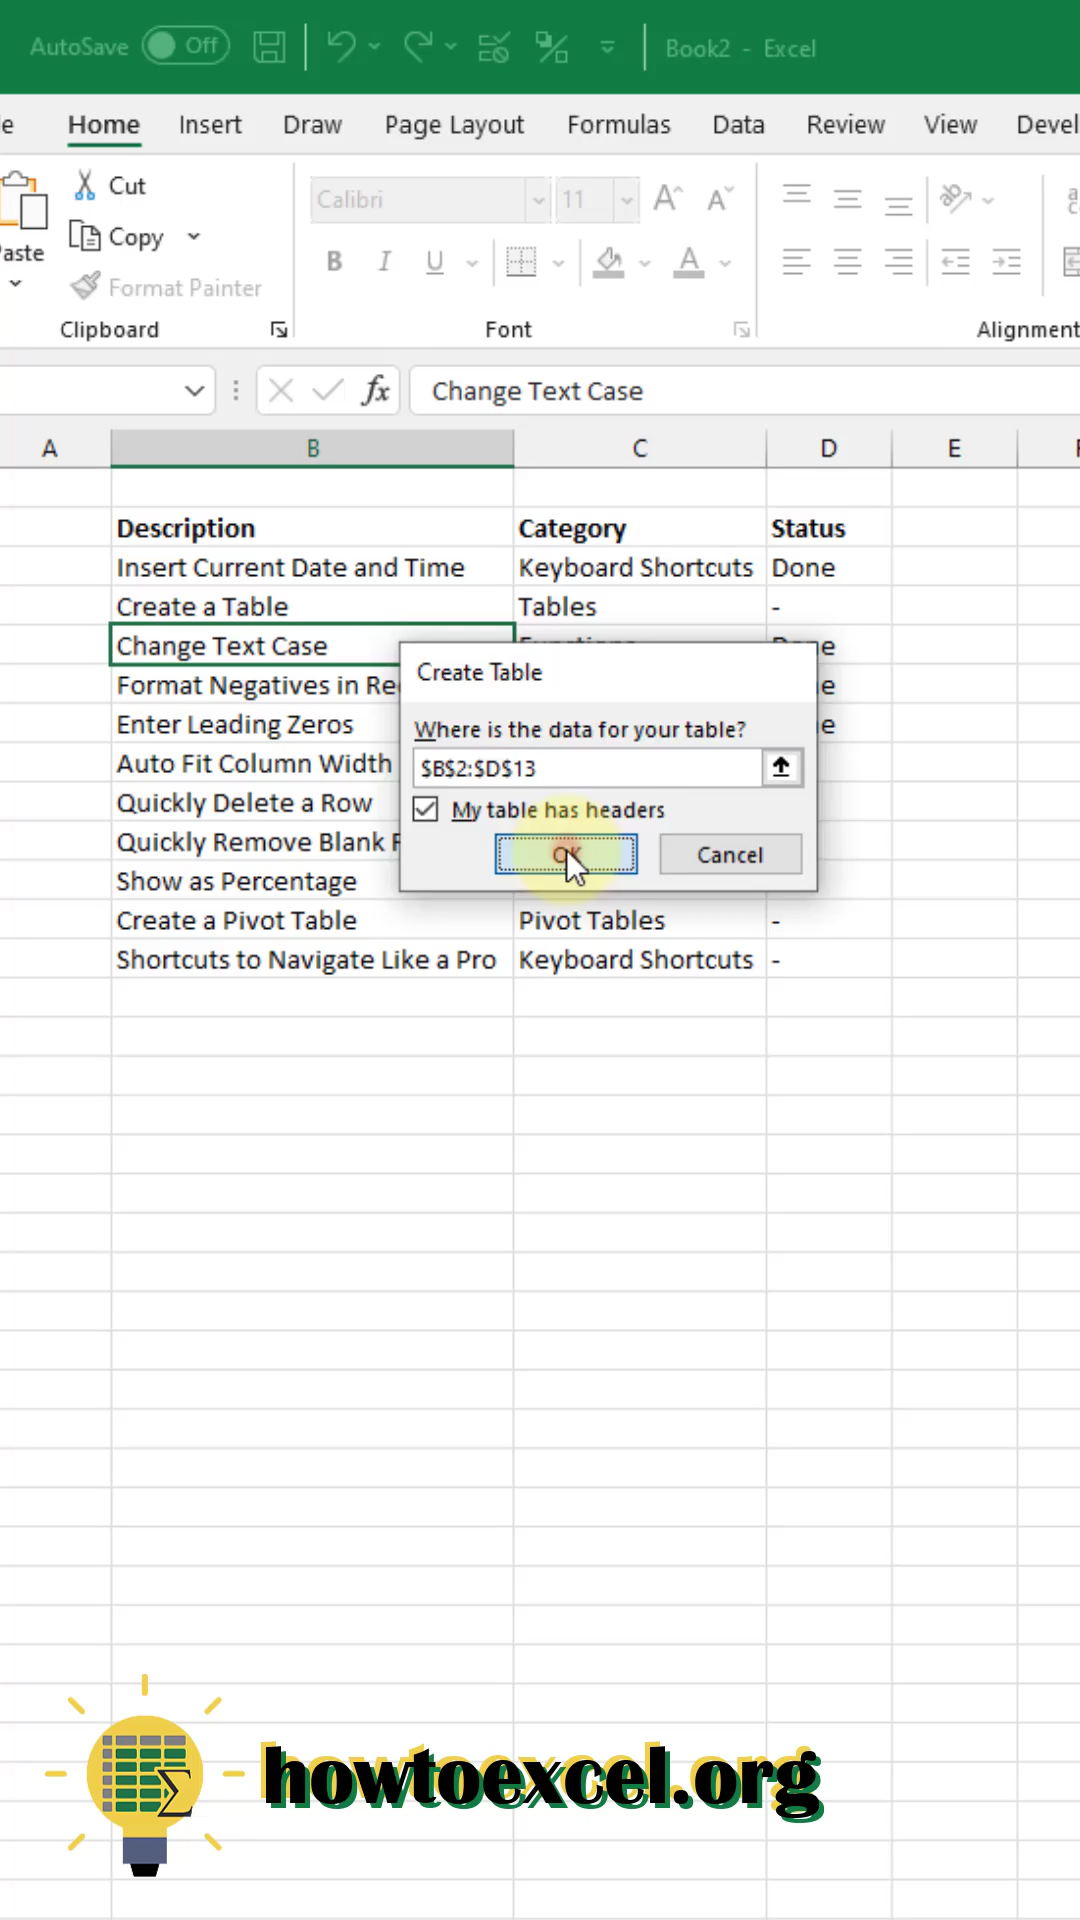 AutoSave Off Book2 - Excel
e Home Insert Draw Page Layout Formulas Data Review View Devel
Cut
Copy
aste
Format Painter
Calibri 11
B I U A
Clipboard Font Alignment
fx Change Text Case
A B C D E
Description Category Status
Insert Current Date and Time Keyboard Shortcuts Done
Create a Table Tables -
Change Text Case
Format Negatives in Re
Enter Leading Zeros
Auto Fit Column Width
Quickly Delete a Row
Quickly Remove Blank
Show as Percentage
Create a Pivot Table Pivot Tables -
Shortcuts to Navigate Like a Pro Keyboard Shortcuts -
Create Table
Where is the data for your table?
$B$2:$D$13
My table has headers
OK Cancel
howtoexcel.org